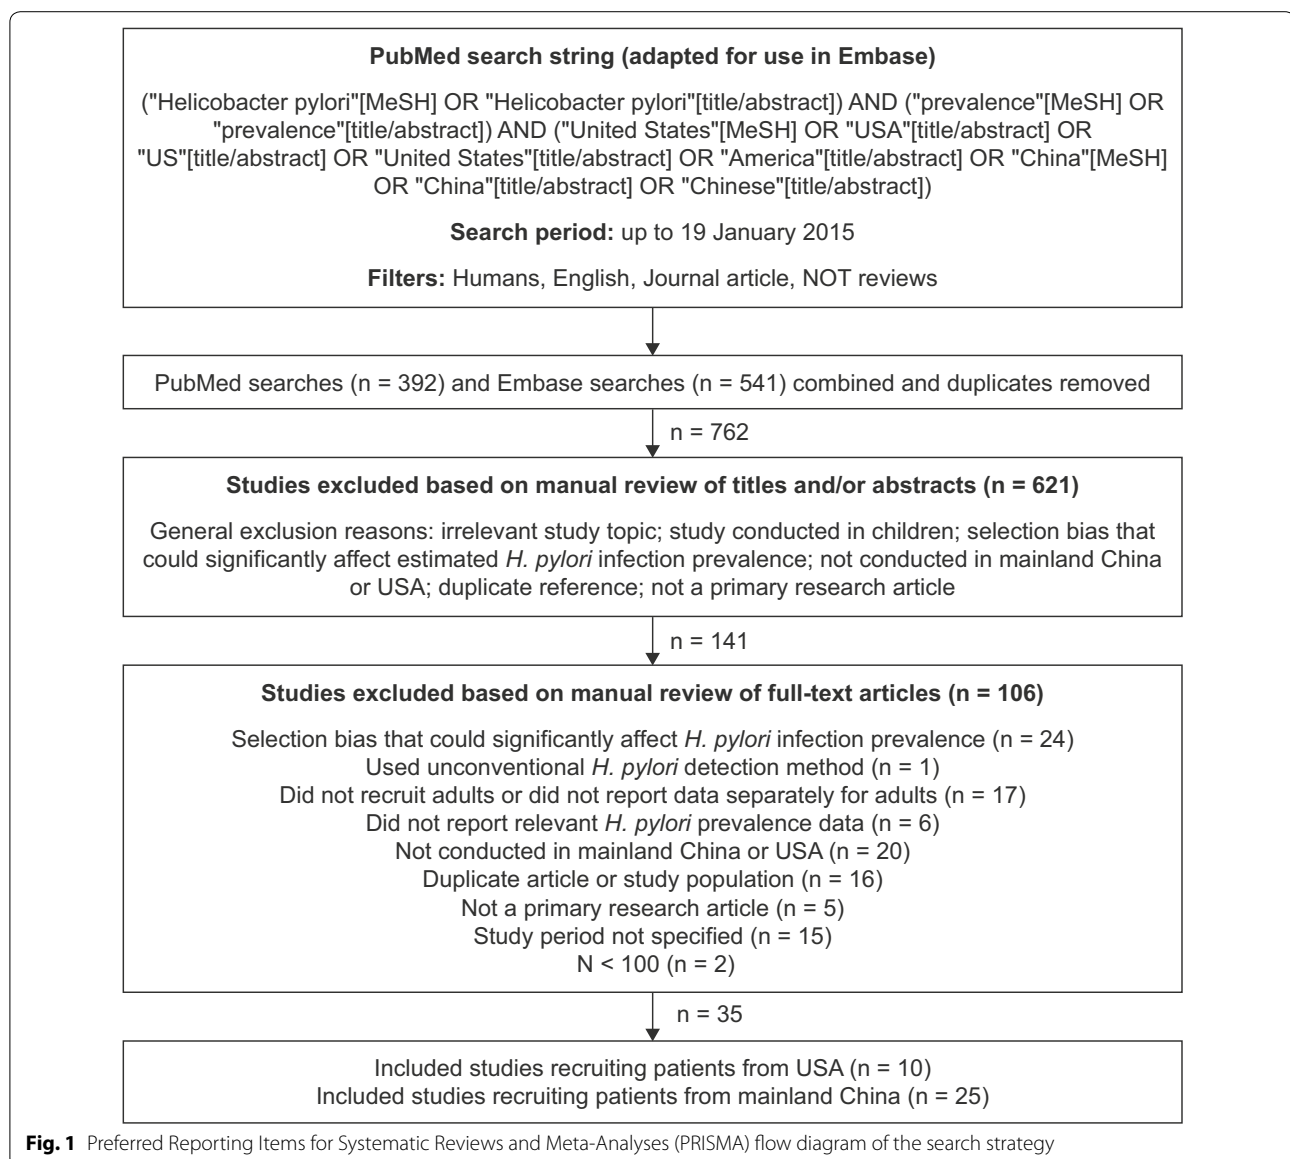 PubMed search string (adapted for use in Embase)
("Helicobacter pylori"[MeSH] OR "Helicobacter pylori"[title/abstract]) AND ("prevalence"[MeSH] OR
"prevalence"[title/abstract]) AND ("United States"[MeSH] OR "USA"[title/abstract] OR
"US"[title/abstract] OR "United States"[title/abstract] OR "America"[title/abstract] OR "China"[MeSH]
OR "China"[title/abstract] OR "Chinese"[title/abstract])
Search period: up to 19 January 2015
Filters: Humans, English, Journal article, NOT reviews
PubMed searches (n = 392) and Embase searches (n = 541) combined and duplicates removed
n = 762
Studies excluded based on manual review of titles and/or abstracts (n = 621)
General exclusion reasons: irrelevant study topic; study conducted in children; selection bias that
could significantly affect estimated H. pylori infection prevalence; not conducted in mainland China
or USA; duplicate reference; not a primary research article
n = 141
Studies excluded based on manual review of full-text articles (n = 106)
Selection bias that could significantly affect H. pylori infection prevalence (n = 24)
Used unconventional H. pylori detection method (n = 1)
Did not recruit adults or did not report data separately for adults (n = 17)
Did not report relevant H. pylori prevalence data (n = 6)
Not conducted in mainland China or USA (n = 20)
Duplicate article or study population (n = 16)
Not a primary research article (n = 5)
Study period not specified (n = 15)
N < 100 (n = 2)
n = 35
Included studies recruiting patients from USA (n = 10)
Included studies recruiting patients from mainland China (n = 25)
Fig. 1 Preferred Reporting Items for Systematic Reviews and Meta-Analyses (PRISMA) flow diagram of the search strategy